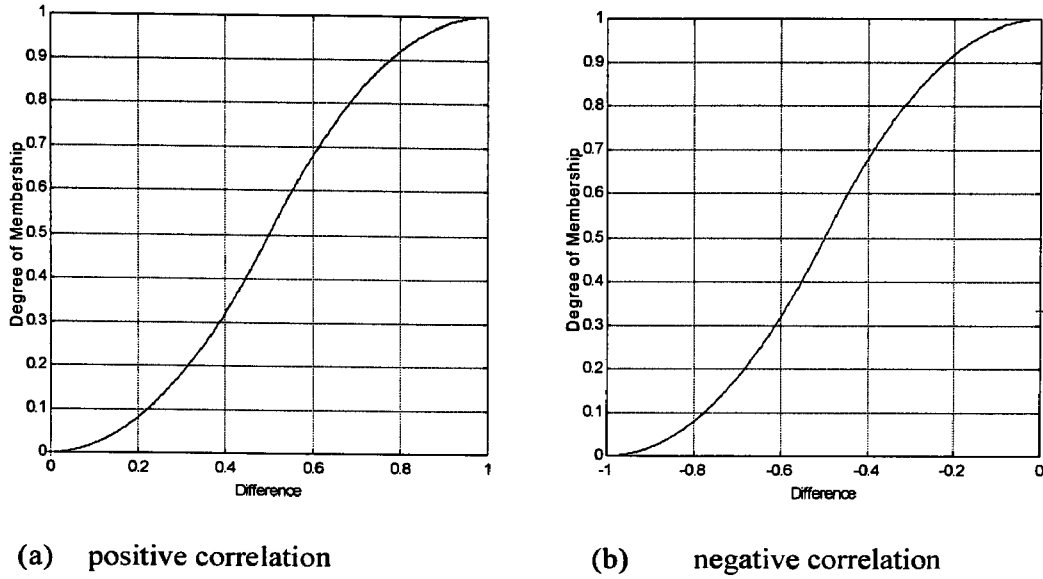 1
0.9
0.8
0.7
0.6
0.5
0.4
0.3
0.2
0.1
0
Degree of Membership
0 0.2 0.4 0.6 0.8 1
Difference
(a) positive correlation
1
0.9
0.8
0.7
0.6
0.5
0.4
0.3
0.2
0.1
0
Degree of Membership
-1 -0.8 -0.6 -0.4 -0.2 0
Difference
(b) negative correlation